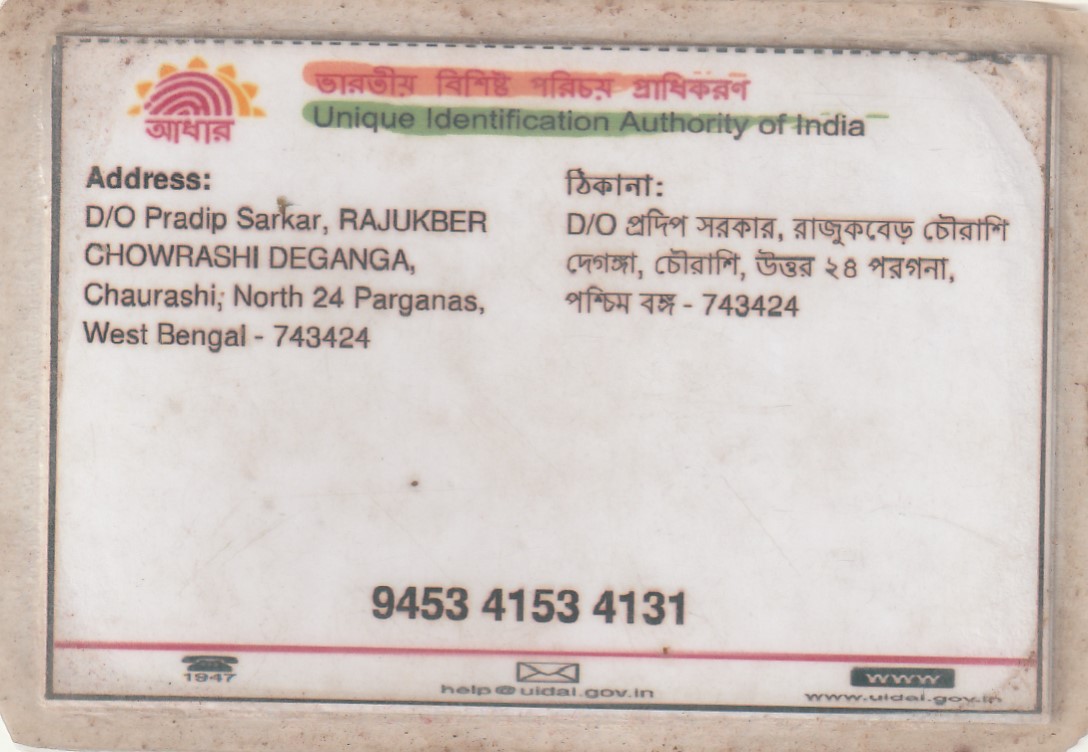 আধার
ভারতীয় বিশিষ্ট পরিচয় প্রাধিকরণ
Unique Identification Authority of India
Address:
D/O Pradip Sarkar, RAJUKBER
CHOWRASHI DEGANGA,
Chaurashi, North 24 Parganas,
West Bengal - 743424
ঠিকানা:
D/O প্রদিপ সরকার, রাজুকবেড় চৌরাশি
দেগঙ্গা, চৌরাশি, উত্তর ২৪ পরগনা,
পশ্চিম বঙ্গ - 743424
9453 4153 4131
1947
help@uidai.gov.in
www
www.uidai.gov.in